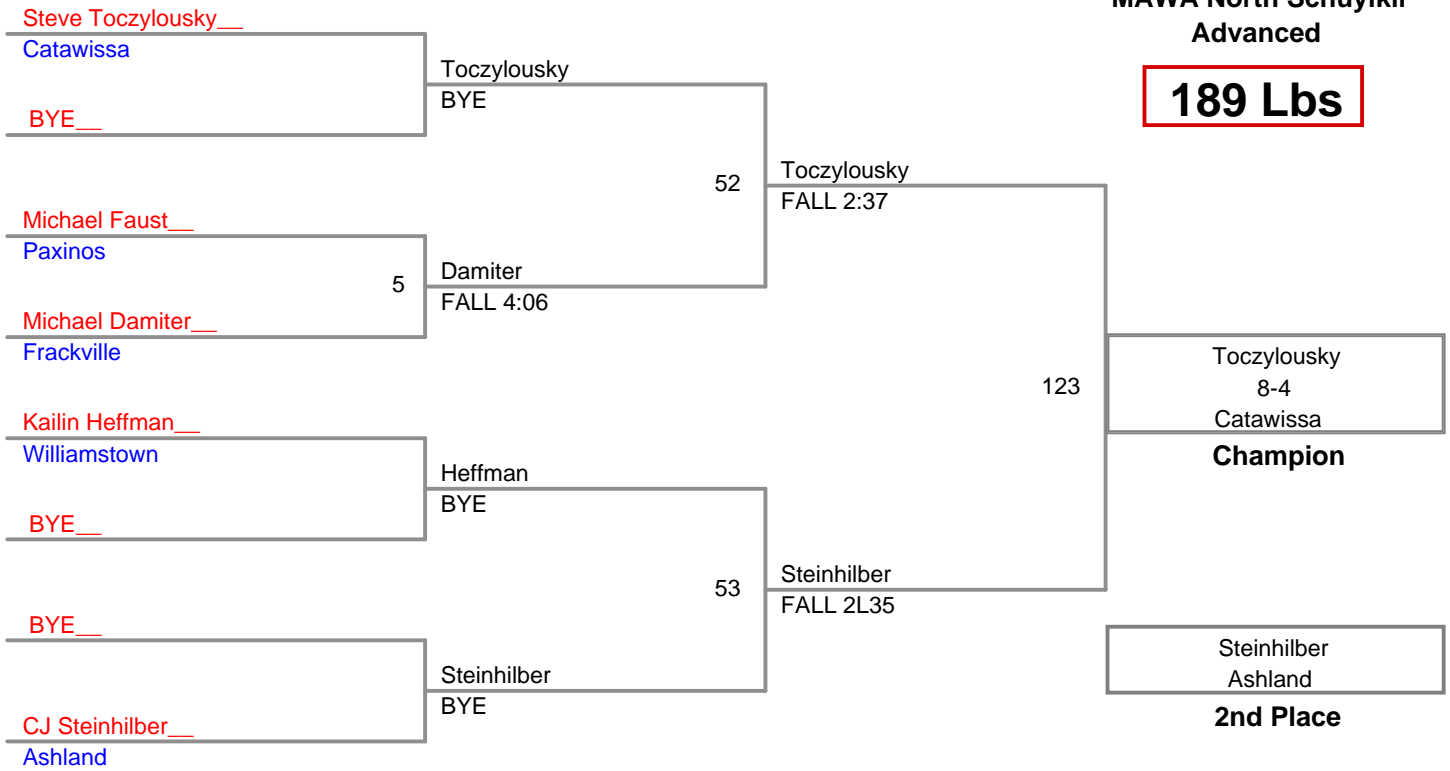 MAWA North Schuylkil
Advanced
189 Lbs
Steve Toczylousky__
Catawissa
BYE__
Toczylousky
BYE
Michael Faust__
Paxinos
5
Michael Damiter__
Frackville
Damiter
FALL 4:06
52
Toczylousky
FALL 2:37
Kailin Heffman__
Williamstown
BYE__
Heffman
BYE
BYE__
CJ Steinhilber__
Ashland
Steinhilber
BYE
53
Steinhilber
FALL 2L35
123
Toczylousky
8-4
Catawissa
Champion
Steinhilber
Ashland
2nd Place